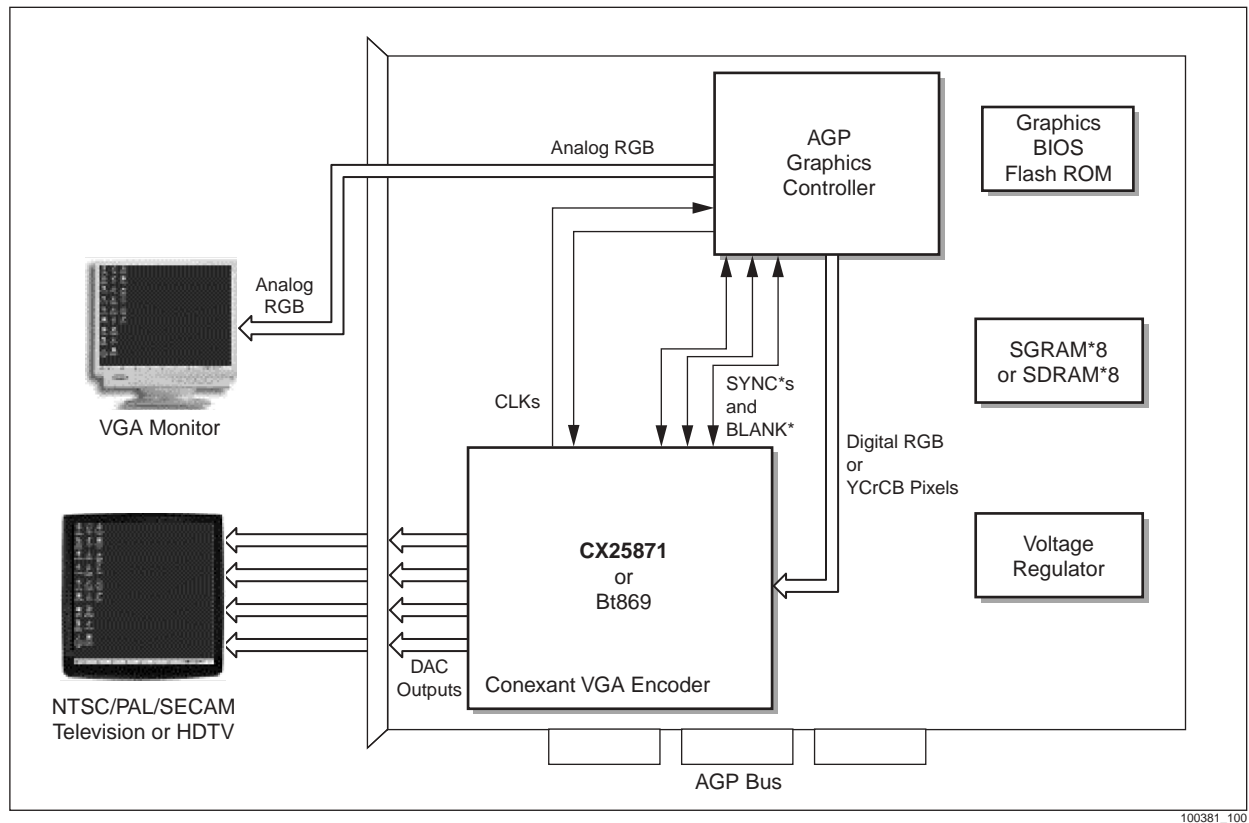 Analog RGB
AGP
Graphics
Controller
Graphics
BIOS
Flash ROM
Analog
RGB
VGA Monitor
CLKs
SYNC*s
and
BLANK*
SGRAM*8
or SDRAM*8
Digital RGB
or
YCrCB Pixels
CX25871
or
Bt869
Conexant VGA Encoder
Voltage
Regulator
DAC
Outputs
NTSC/PAL/SECAM
Television or HDTV
AGP Bus
100381_100